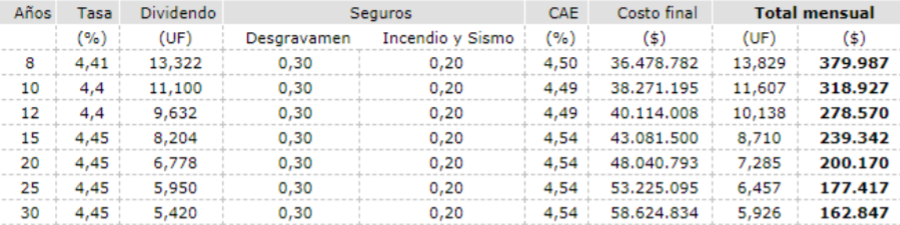 Años Tasa Dividendo Seguros CAE Costo final Total mensual
(%) (UF) Desgravamen Incendio y Sismo (%) ($) (UF) ($)
8 4,41 13,322 0,30 0,20 4,50 36.478.782 13,829 379.987
10 4,4 11,100 0,30 0,20 4,49 38.271.195 11,607 318.927
12 4,4 9,632 0,30 0,20 4,49 40.114.008 10,138 278.570
15 4,45 8,204 0,30 0,20 4,54 43.081.500 8,710 239.342
20 4,45 6,778 0,30 0,20 4,54 48.040.793 7,285 200.170
25 4,45 5,950 0,30 0,20 4,54 53.225.095 6,457 177.417
30 4,45 5,420 0,30 0,20 4,54 58.624.834 5,926 162.847